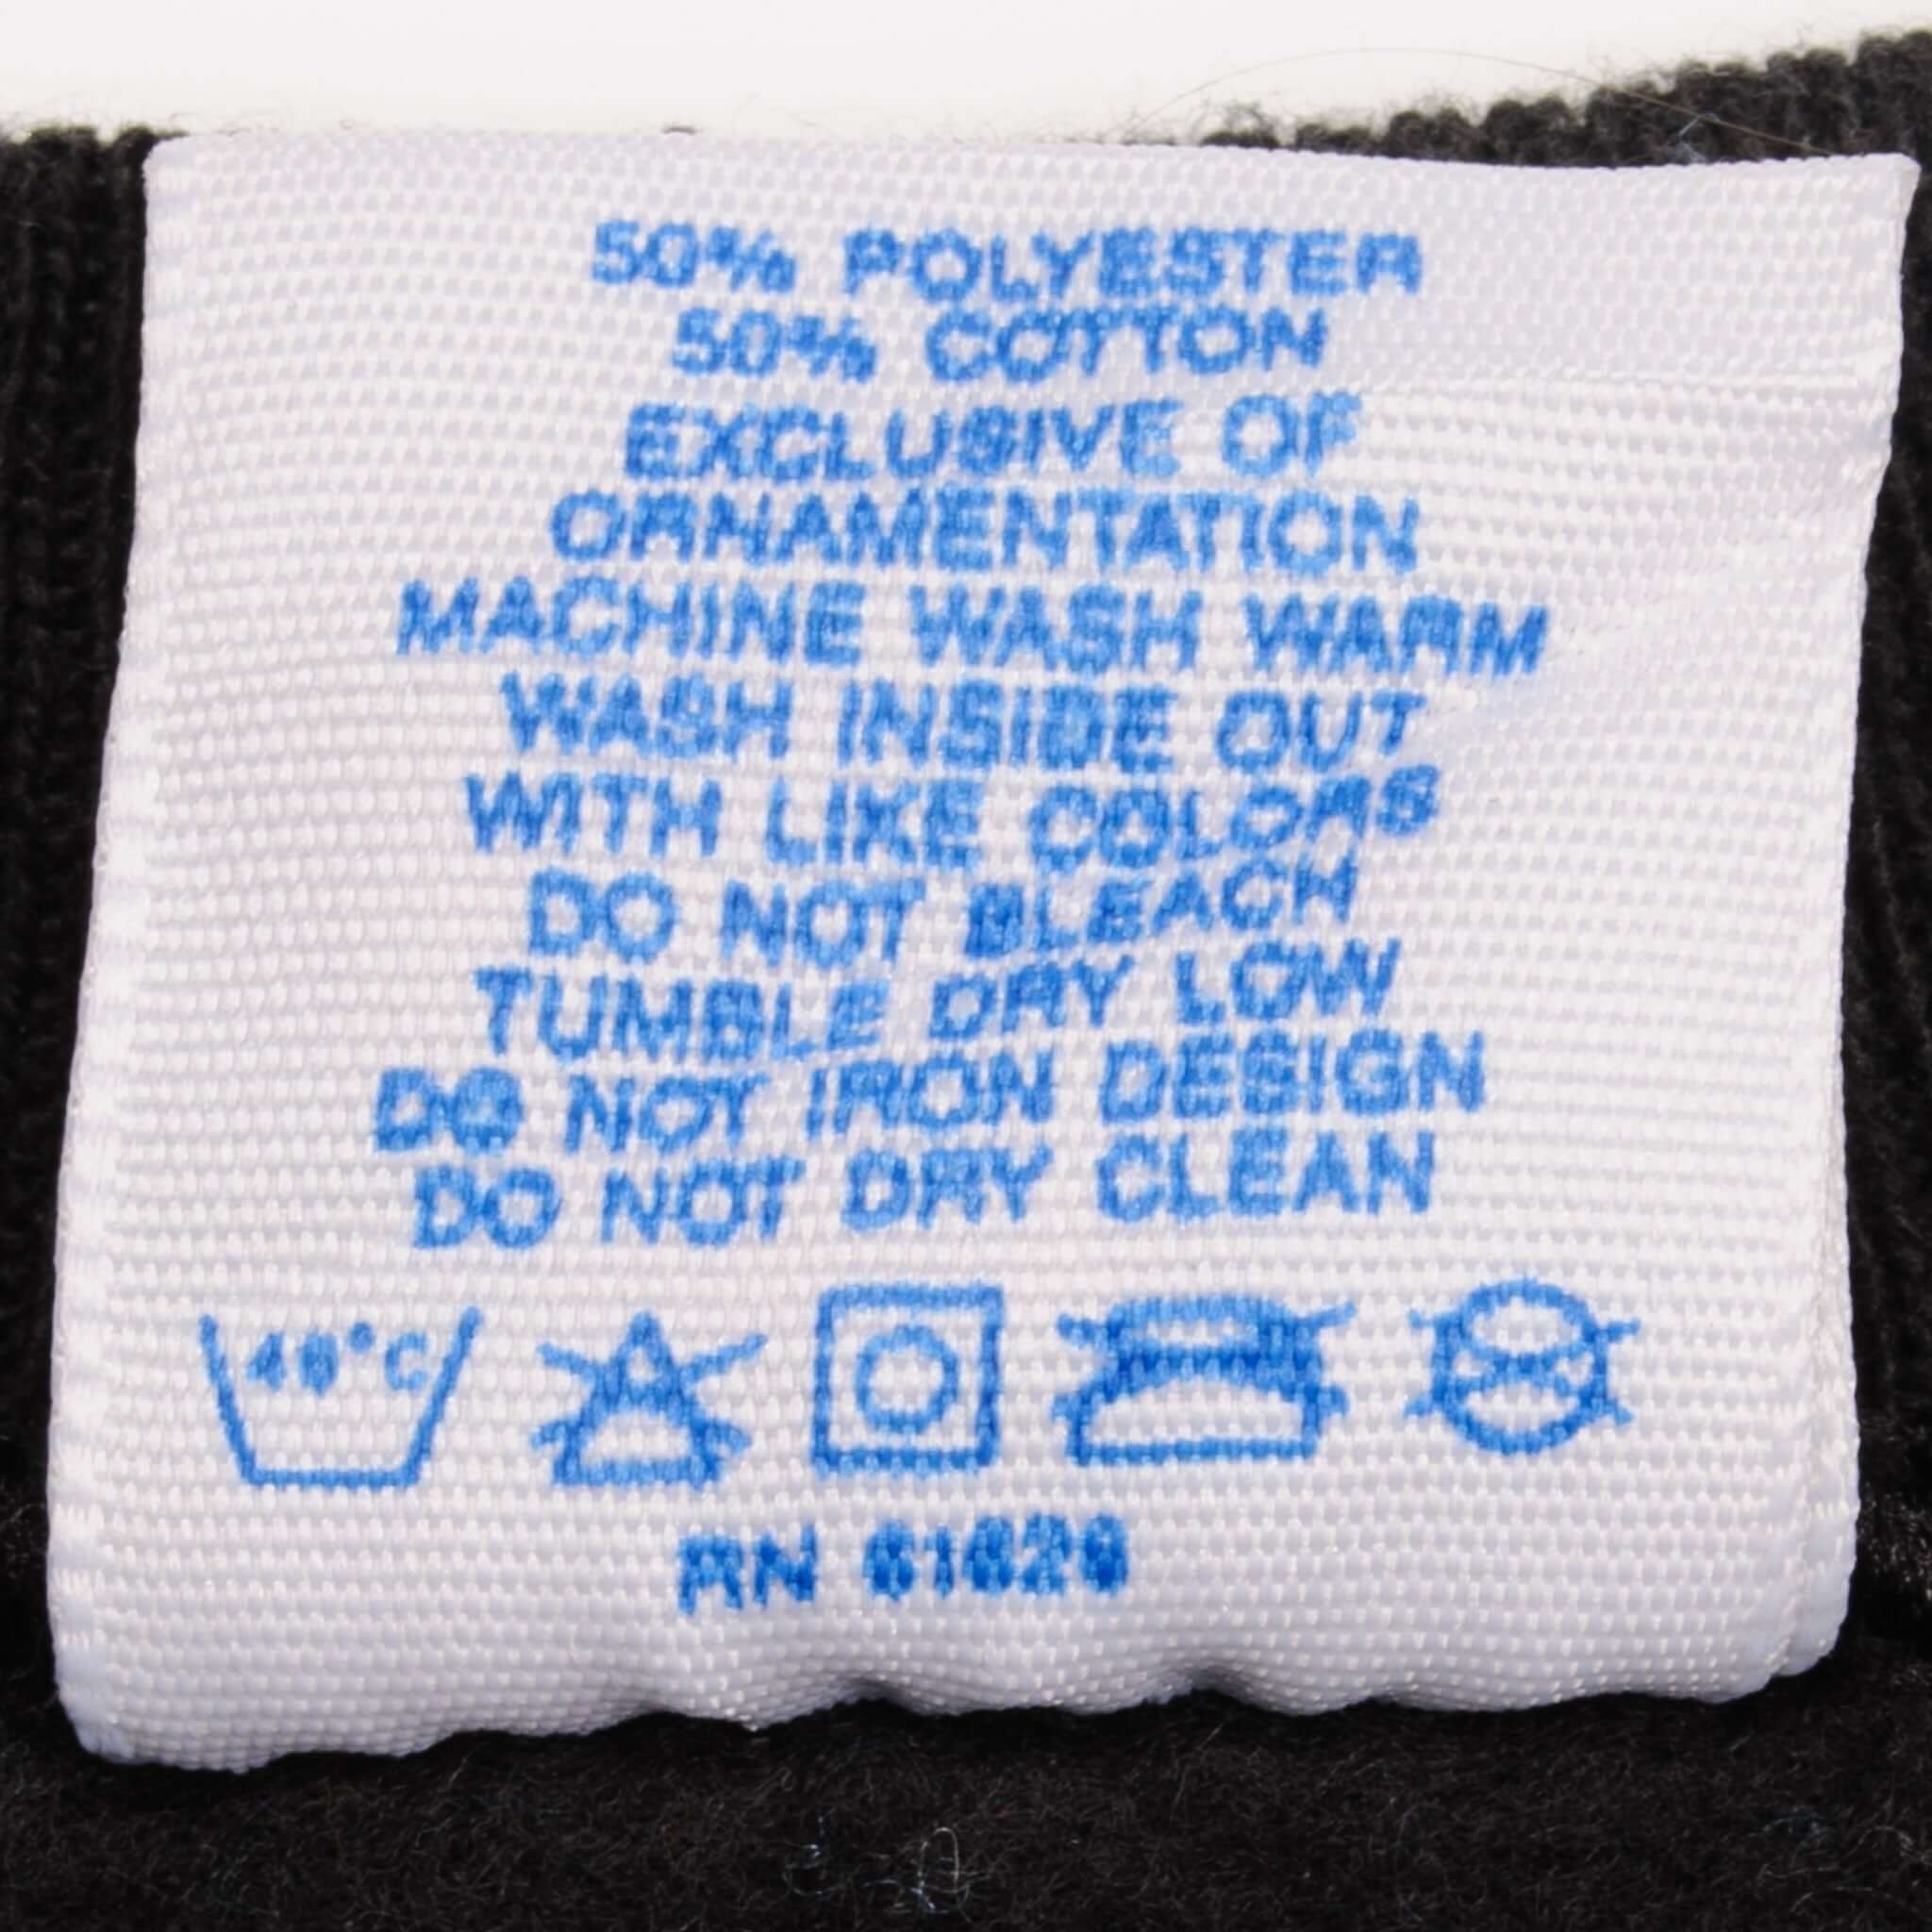 50% POLYESTER
50% COTTON
EXCLUSIVE OF
ORNAMENTATION
MACHINE WASH WARM
WASH INSIDE OUT
WITH LIKE COLORS
DO NOT BLEACH
TUMBLE DRY LOW
DO NOT IRON DESIGN
DO NOT DRY CLEAN
40°C
RN 61626